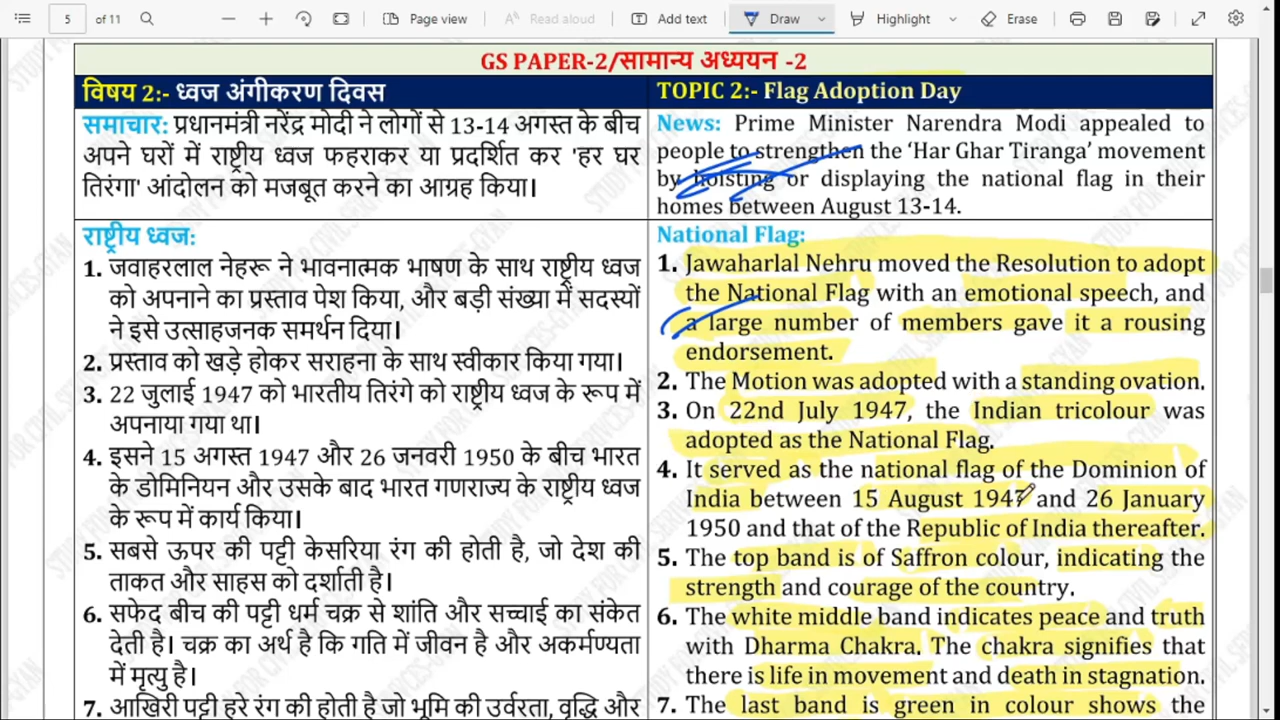 5 of 11
Page view
Read aloud
Add text
Draw
Highlight
Erase
GS PAPER-2/सामान्य अध्ययन -2
विषय 2:- ध्वज अंगीकरण दिवस
समाचार: प्रधानमंत्री नरेंद्र मोदी ने लोगों से 13-14 अगस्त के बीच
अपने घरों में राष्ट्रीय ध्वज फहराकर या प्रदर्शित कर 'हर घर
तिरंगा' आंदोलन को मजबूत करने का आग्रह किया।
राष्ट्रीय ध्वज:
1. जवाहरलाल नेहरू ने भावनात्मक भाषण के साथ राष्ट्रीय ध्वज
को अपनाने का प्रस्ताव पेश किया, और बड़ी संख्या में सदस्यों
ने इसे उत्साहजनक समर्थन दिया।
2. प्रस्ताव को खड़े होकर सराहना के साथ स्वीकार किया गया।
3. 22 जुलाई 1947 को भारतीय तिरंगे को राष्ट्रीय ध्वज के रूप में
अपनाया गया था।
4. इसने 15 अगस्त 1947 और 26 जनवरी 1950 के बीच भारत
के डोमिनियन और उसके बाद भारत गणराज्य के राष्ट्रीय ध्वज
के रूप में कार्य किया।
5. सबसे ऊपर की पट्टी केसरिया रंग की होती है, जो देश की
ताकत और साहस को दर्शाती है।
6. सफेद बीच की पट्टी धर्म चक्र से शांति और सच्चाई का संकेत
देती है। चक्र का अर्थ है कि गति में जीवन है और अकर्मण्यता
में मृत्यु है।
7. आखिरी पट्टी हरे रंग की होती है जो भूमि की उर्वरता, वृद्धि और
TOPIC 2:- Flag Adoption Day
News: Prime Minister Narendra Modi appealed to
people to strengthen the ‘Har Ghar Tiranga’ movement
by hoisting or displaying the national flag in their
homes between August 13-14.
National Flag:
1. Jawaharlal Nehru moved the Resolution to adopt
the National Flag with an emotional speech, and
a large number of members gave it a rousing
endorsement.
2. The Motion was adopted with a standing ovation.
3. On 22nd July 1947, the Indian tricolour was
adopted as the National Flag.
4. It served as the national flag of the Dominion of
India between 15 August 1947 and 26 January
1950 and that of the Republic of India thereafter.
5. The top band is of Saffron colour, indicating the
strength and courage of the country.
6. The white middle band indicates peace and truth
with Dharma Chakra. The chakra signifies that
there is life in movement and death in stagnation.
7. The last band is green in colour shows the